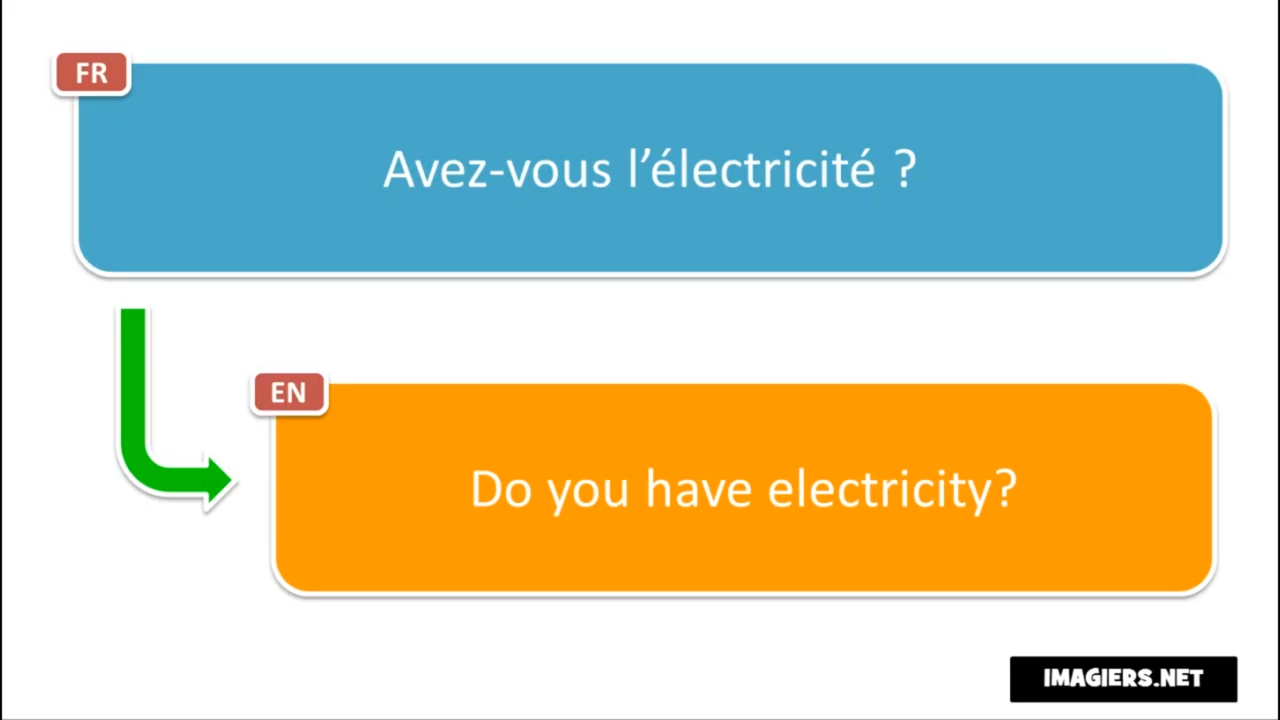 FR
Avez-vous l’électricité ?
EN
Do you have electricity?
IMAGIERS.NET